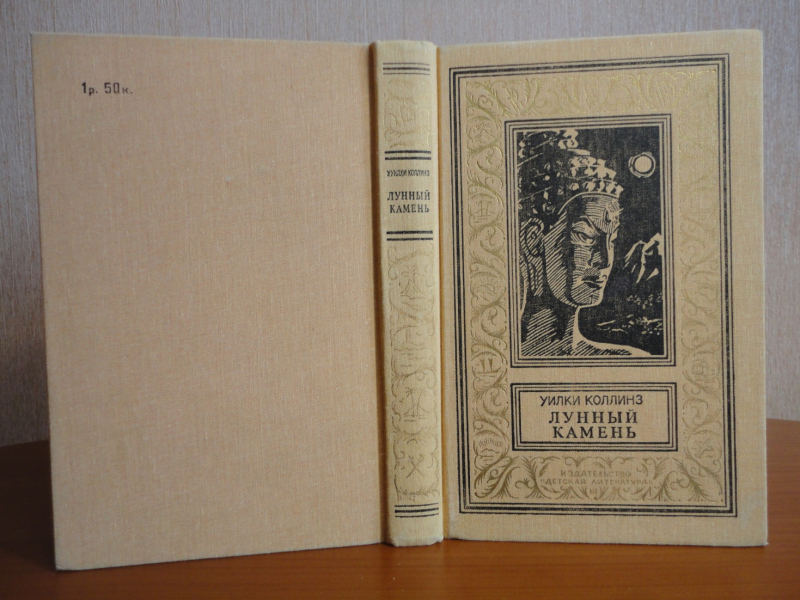 1р. 50к.
УИЛКИ КОЛЛИНЗ
ЛУННЫЙ
КАМЕНЬ
УИЛКИ КОЛЛИНЗ
ЛУННЫЙ
КАМЕНЬ
ИЗДАТЕЛЬСТВО
"ДЕТСКАЯ ЛИТЕРАТУРА"